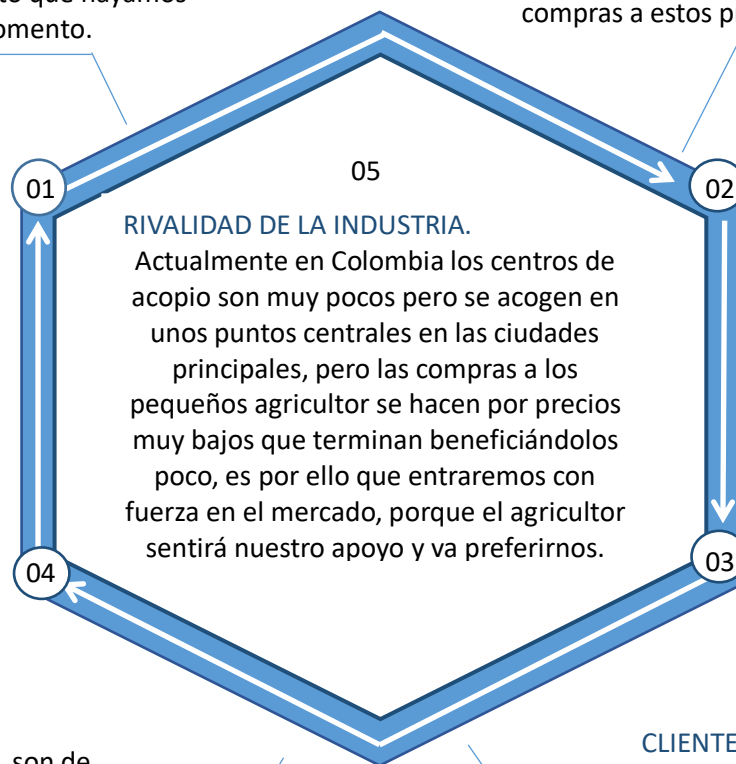 que hayamos
compras a estos
01
05
02
RIVALIDAD DE LA INDUSTRIA.
Actualmente en Colombia los centros de
acopio son muy pocos pero se acogen en
unos puntos centrales en las ciudades
principales, pero las compras a los
pequeños agricultor se hacen por precios
muy bajos que terminan beneficiándolos
poco, es por ello que entraremos con
fuerza en el mercado, porque el agricultor
sentirá nuestro apoyo y va preferirnos.
04
03
son de